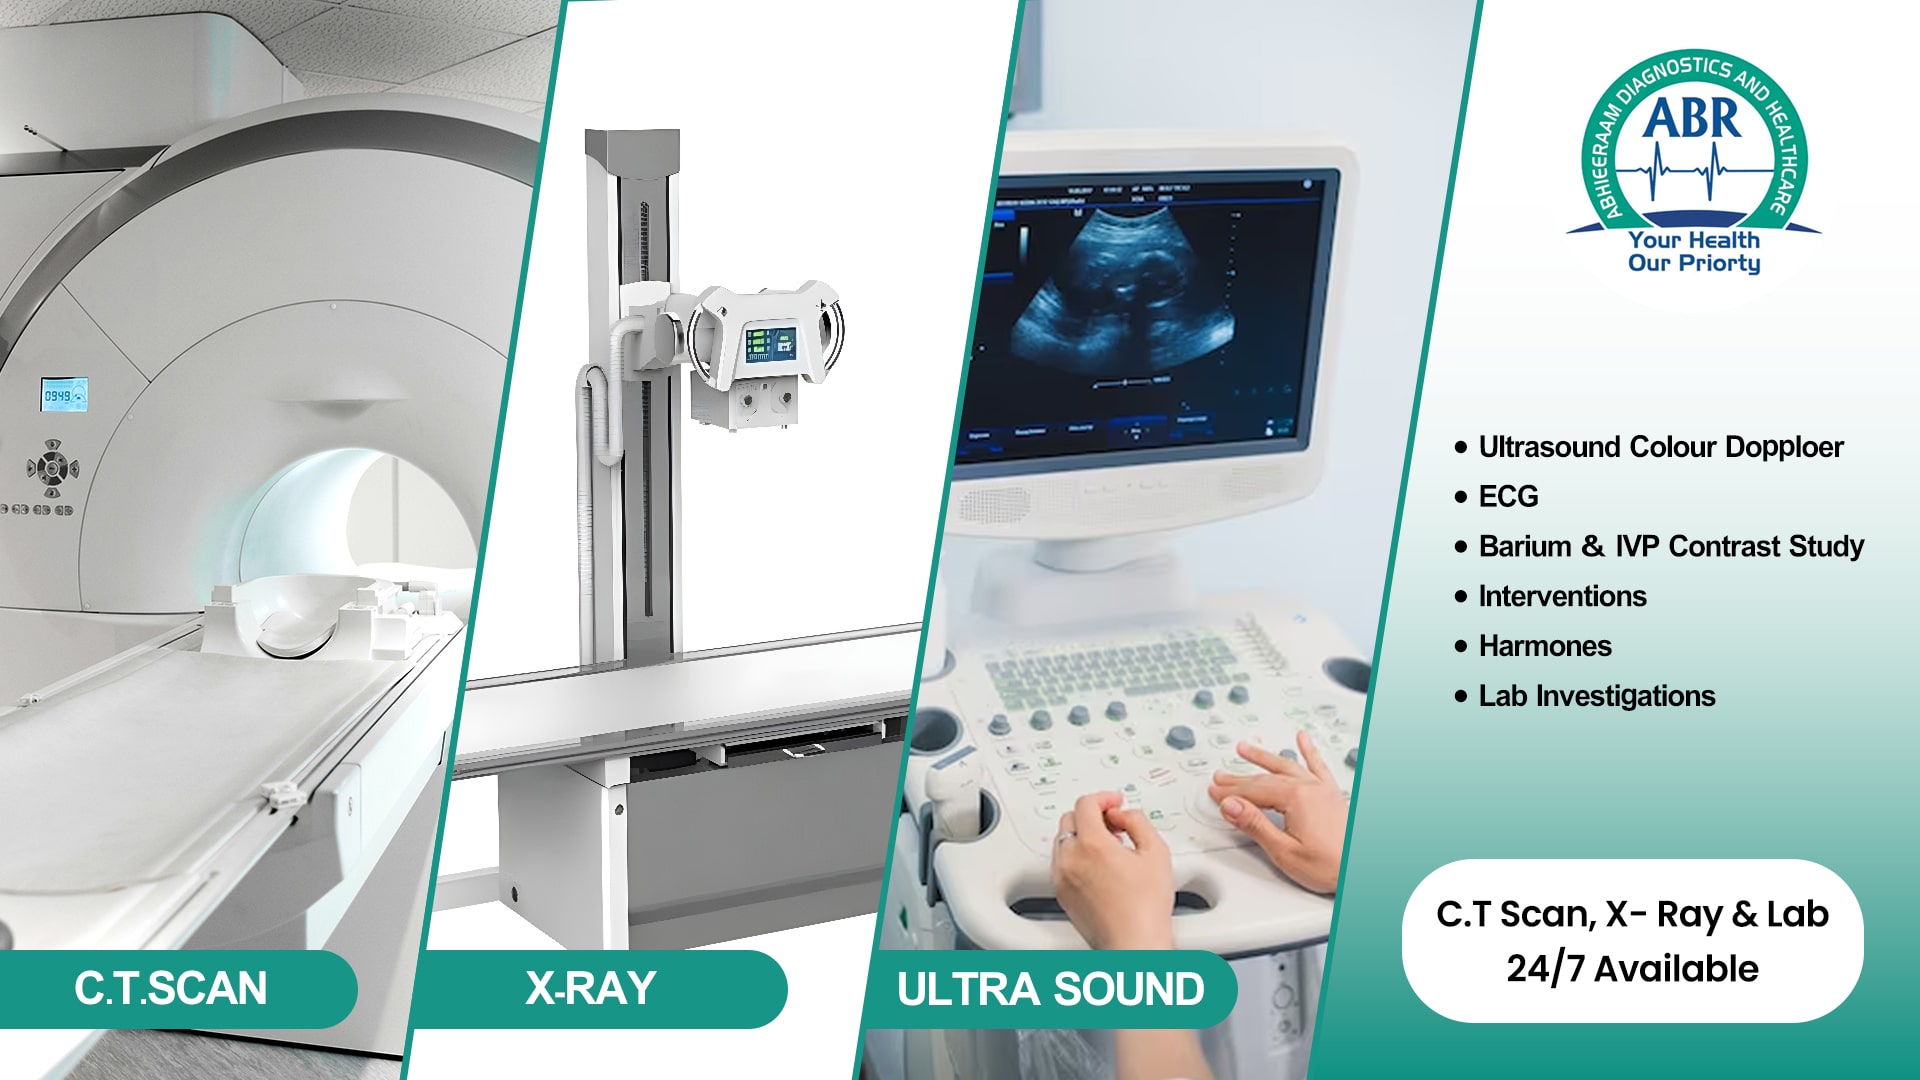 ABHIEERAAM DIAGNOSTICS AND HEALTHCARE
ABR
Your Health
Our Priorty
0949
• Ultrasound Colour Dopploer
• ECG
• Barium & IVP Contrast Study
• Interventions
• Harmones
• Lab Investigations
C.T Scan, X- Ray & Lab
24/7 Available
C.T.SCAN
X-RAY
ULTRA SOUND